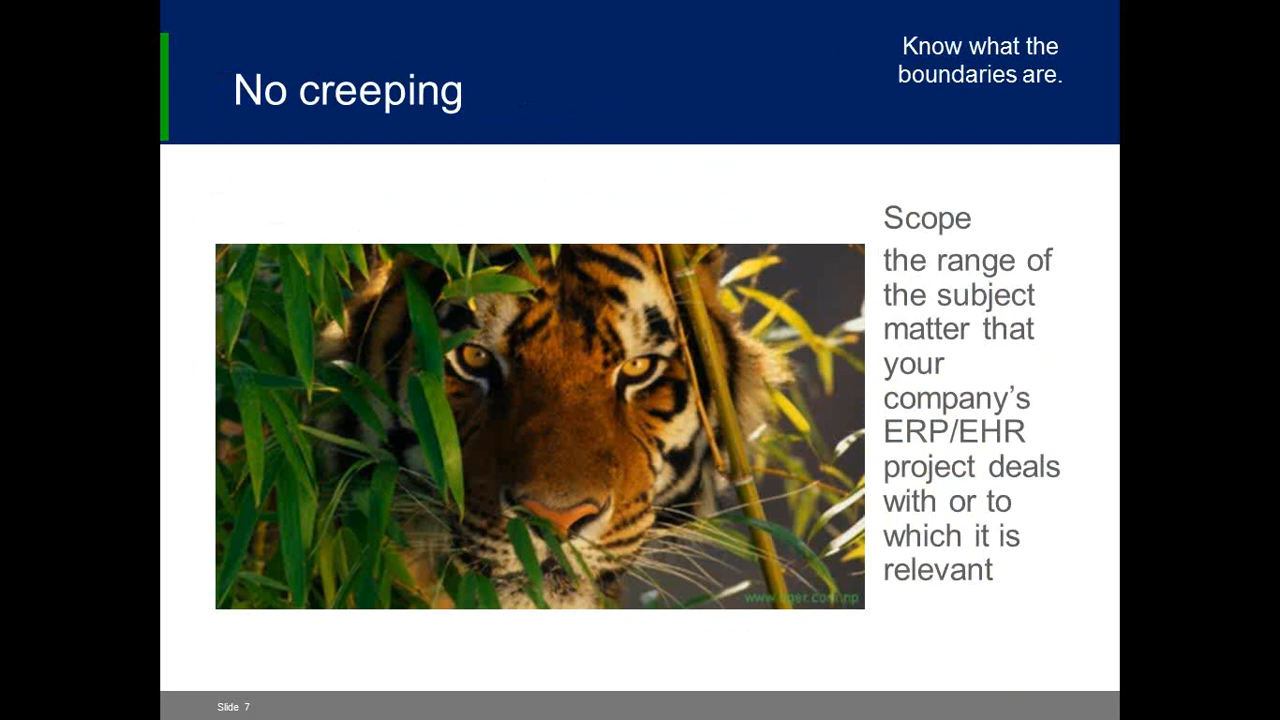 Know what the
boundaries are.
No creeping
Scope
the range of
the subject
matter that
your
company’s
ERP/EHR
project deals
with or to
which it is
relevant
Slide 7